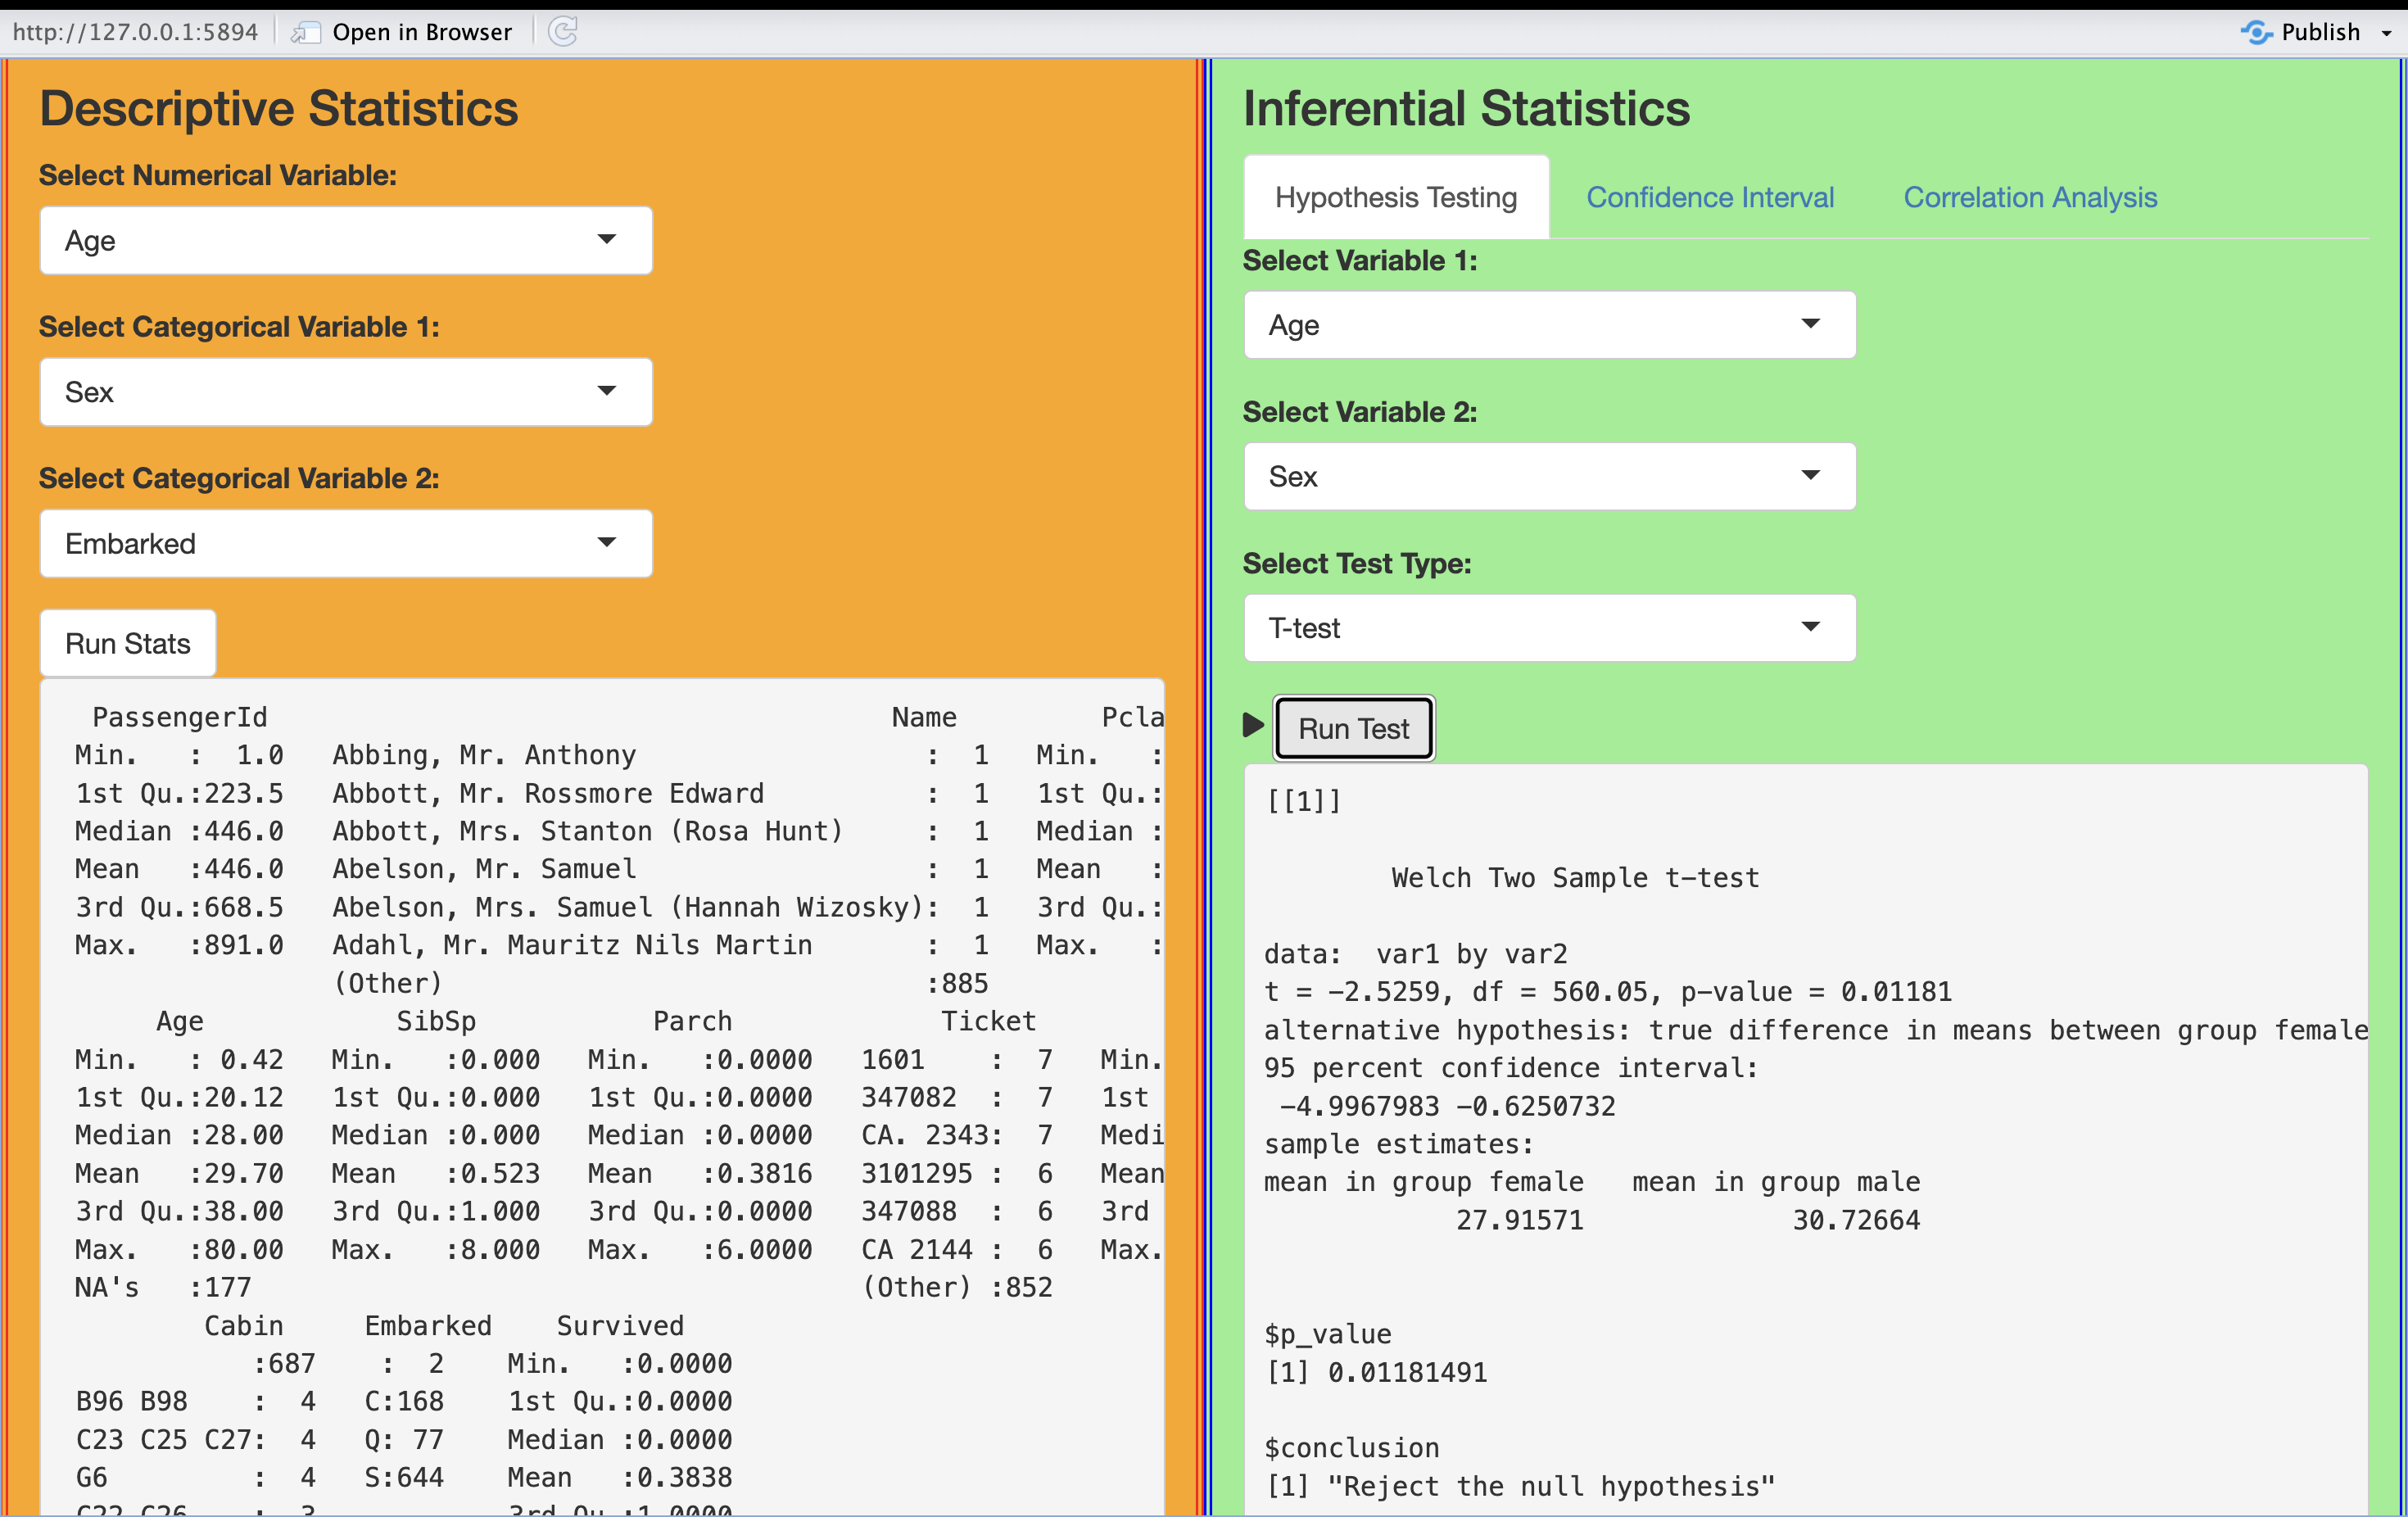 http://127.0.0.1:5894 Open in Browser Publish
Descriptive Statistics
Select Numerical Variable:
Age
Select Categorical Variable 1:
Sex
Select Categorical Variable 2:
Embarked
Run Stats
PassengerId Name Pcla
Min. : 1.0 Abbing, Mr. Anthony : 1 Min. :
1st Qu.:223.5 Abbott, Mr. Rossmore Edward : 1 1st Qu.:
Median :446.0 Abbott, Mrs. Stanton (Rosa Hunt) : 1 Median :
Mean :446.0 Abelson, Mr. Samuel : 1 Mean :
3rd Qu.:668.5 Abelson, Mrs. Samuel (Hannah Wizosky): 1 3rd Qu.:
Max. :891.0 Adahl, Mr. Mauritz Nils Martin : 1 Max. :
(Other) :885
Age SibSp Parch Ticket
Min. : 0.42 Min. :0.000 Min. :0.0000 1601 : 7 Min.
1st Qu.:20.12 1st Qu.:0.000 1st Qu.:0.0000 347082 : 7 1st
Median :28.00 Median :0.000 Median :0.0000 CA. 2343: 7 Medi
Mean :29.70 Mean :0.523 Mean :0.3816 3101295 : 6 Mean
3rd Qu.:38.00 3rd Qu.:1.000 3rd Qu.:0.0000 347088 : 6 3rd
Max. :80.00 Max. :8.000 Max. :6.0000 CA 2144 : 6 Max.
NA's :177 (Other) :852
Cabin Embarked Survived
:687 : 2 Min. :0.0000
B96 B98 : 4 C:168 1st Qu.:0.0000
C23 C25 C27: 4 Q: 77 Median :0.0000
G6 : 4 S:644 Mean :0.3838
C22 C26 : 3 3rd Qu.:1.0000
Inferential Statistics
Hypothesis Testing Confidence Interval Correlation Analysis
Select Variable 1:
Age
Select Variable 2:
Sex
Select Test Type:
T-test
Run Test
[[1]]
Welch Two Sample t-test
data: var1 by var2
t = -2.5259, df = 560.05, p-value = 0.01181
alternative hypothesis: true difference in means between group female
95 percent confidence interval:
-4.9967983 -0.6250732
sample estimates:
mean in group female mean in group male
27.91571 30.72664
$p_value
[1] 0.01181491
$conclusion
[1] "Reject the null hypothesis"